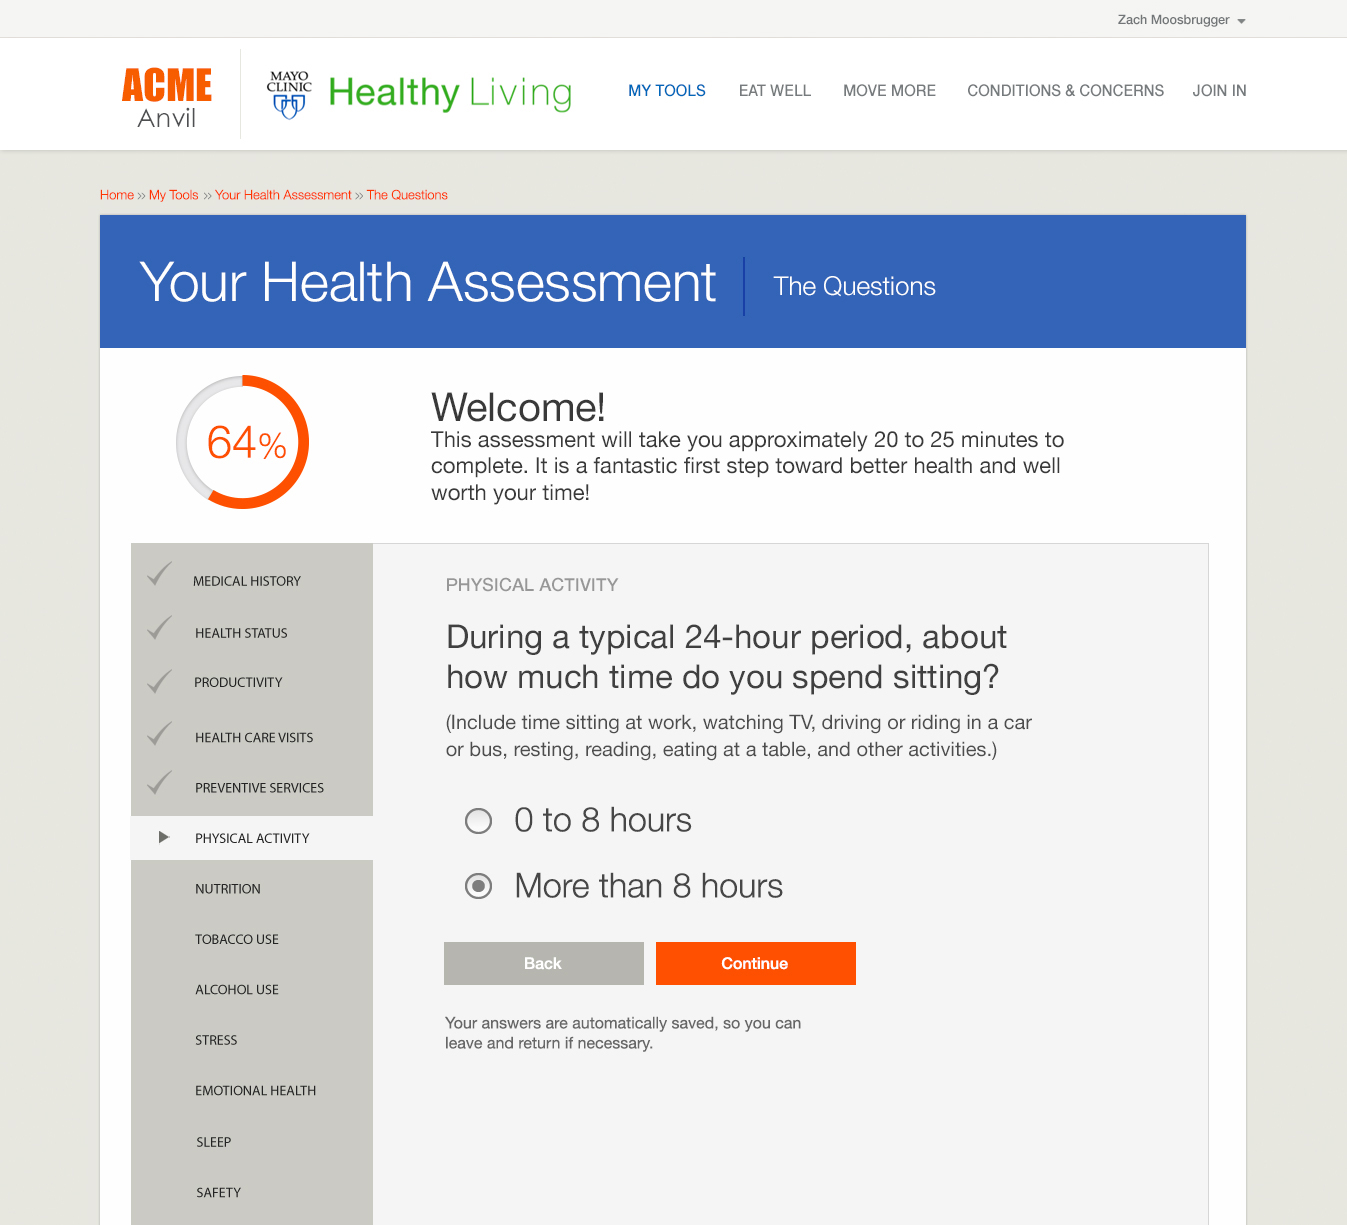 Zach Moosbrugger
ACME
Anvil
MAYO
CLINIC
Healthy Living
MY TOOLS
EAT WELL
MOVE MORE
CONDITIONS & CONCERNS
JOIN IN
Home >> My Tools >> Your Health Assessment >> The Questions
Your Health Assessment
The Questions
64%
Welcome!
This assessment will take you approximately 20 to 25 minutes to
complete. It is a fantastic first step toward better health and well
worth your time!
MEDICAL HISTORY
HEALTH STATUS
PRODUCTIVITY
HEALTH CARE VISITS
PREVENTIVE SERVICES
PHYSICAL ACTIVITY
NUTRITION
TOBACCO USE
ALCOHOL USE
STRESS
EMOTIONAL HEALTH
SLEEP
SAFETY
PHYSICAL ACTIVITY
During a typical 24-hour period, about
how much time do you spend sitting?
(Include time sitting at work, watching TV, driving or riding in a car
or bus, resting, reading, eating at a table, and other activities.)
0 to 8 hours
More than 8 hours
Back
Continue
Your answers are automatically saved, so you can
leave and return if necessary.